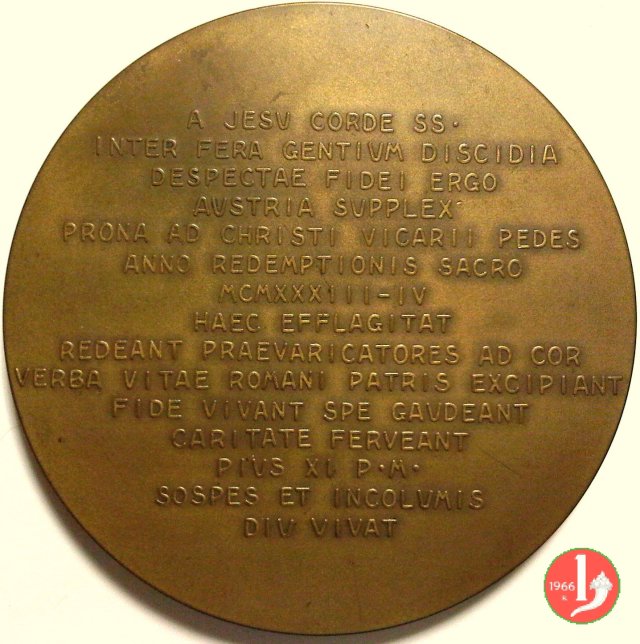 A JESV CORDE SS·
INTER FERA GENTIVM DISCIDIA
DESPECTAE FIDEI ERGO
AVSTRIA SVPPLEX
PRONA AD CHRISTI VICARII PEDES
ANNO REDEMPTIONIS SACRO
MCMXXXIII-IV
HAEC EFFLAGITAT
REDEANT PRAEVARICATORES AD COR
VERBA VITAE ROMANI PATRIS EXCIPIANT
FIDE VIVANT SPE GAVDEANT
CARITATE FERVEANT
PIVS XI P·M·
SOSPES ET INCOLVMIS
DIV VIVAT
1966